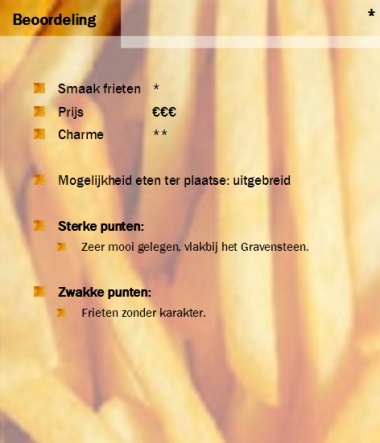 Beoordeling *
Smaak frieten *
Prijs €€€
Charme **
Mogelijkheid eten ter plaatse: uitgebreid
Sterke punten:
Zeer mooi gelegen, vlakbij het Gravensteen.
Zwakke punten:
Frieten zonder karakter.